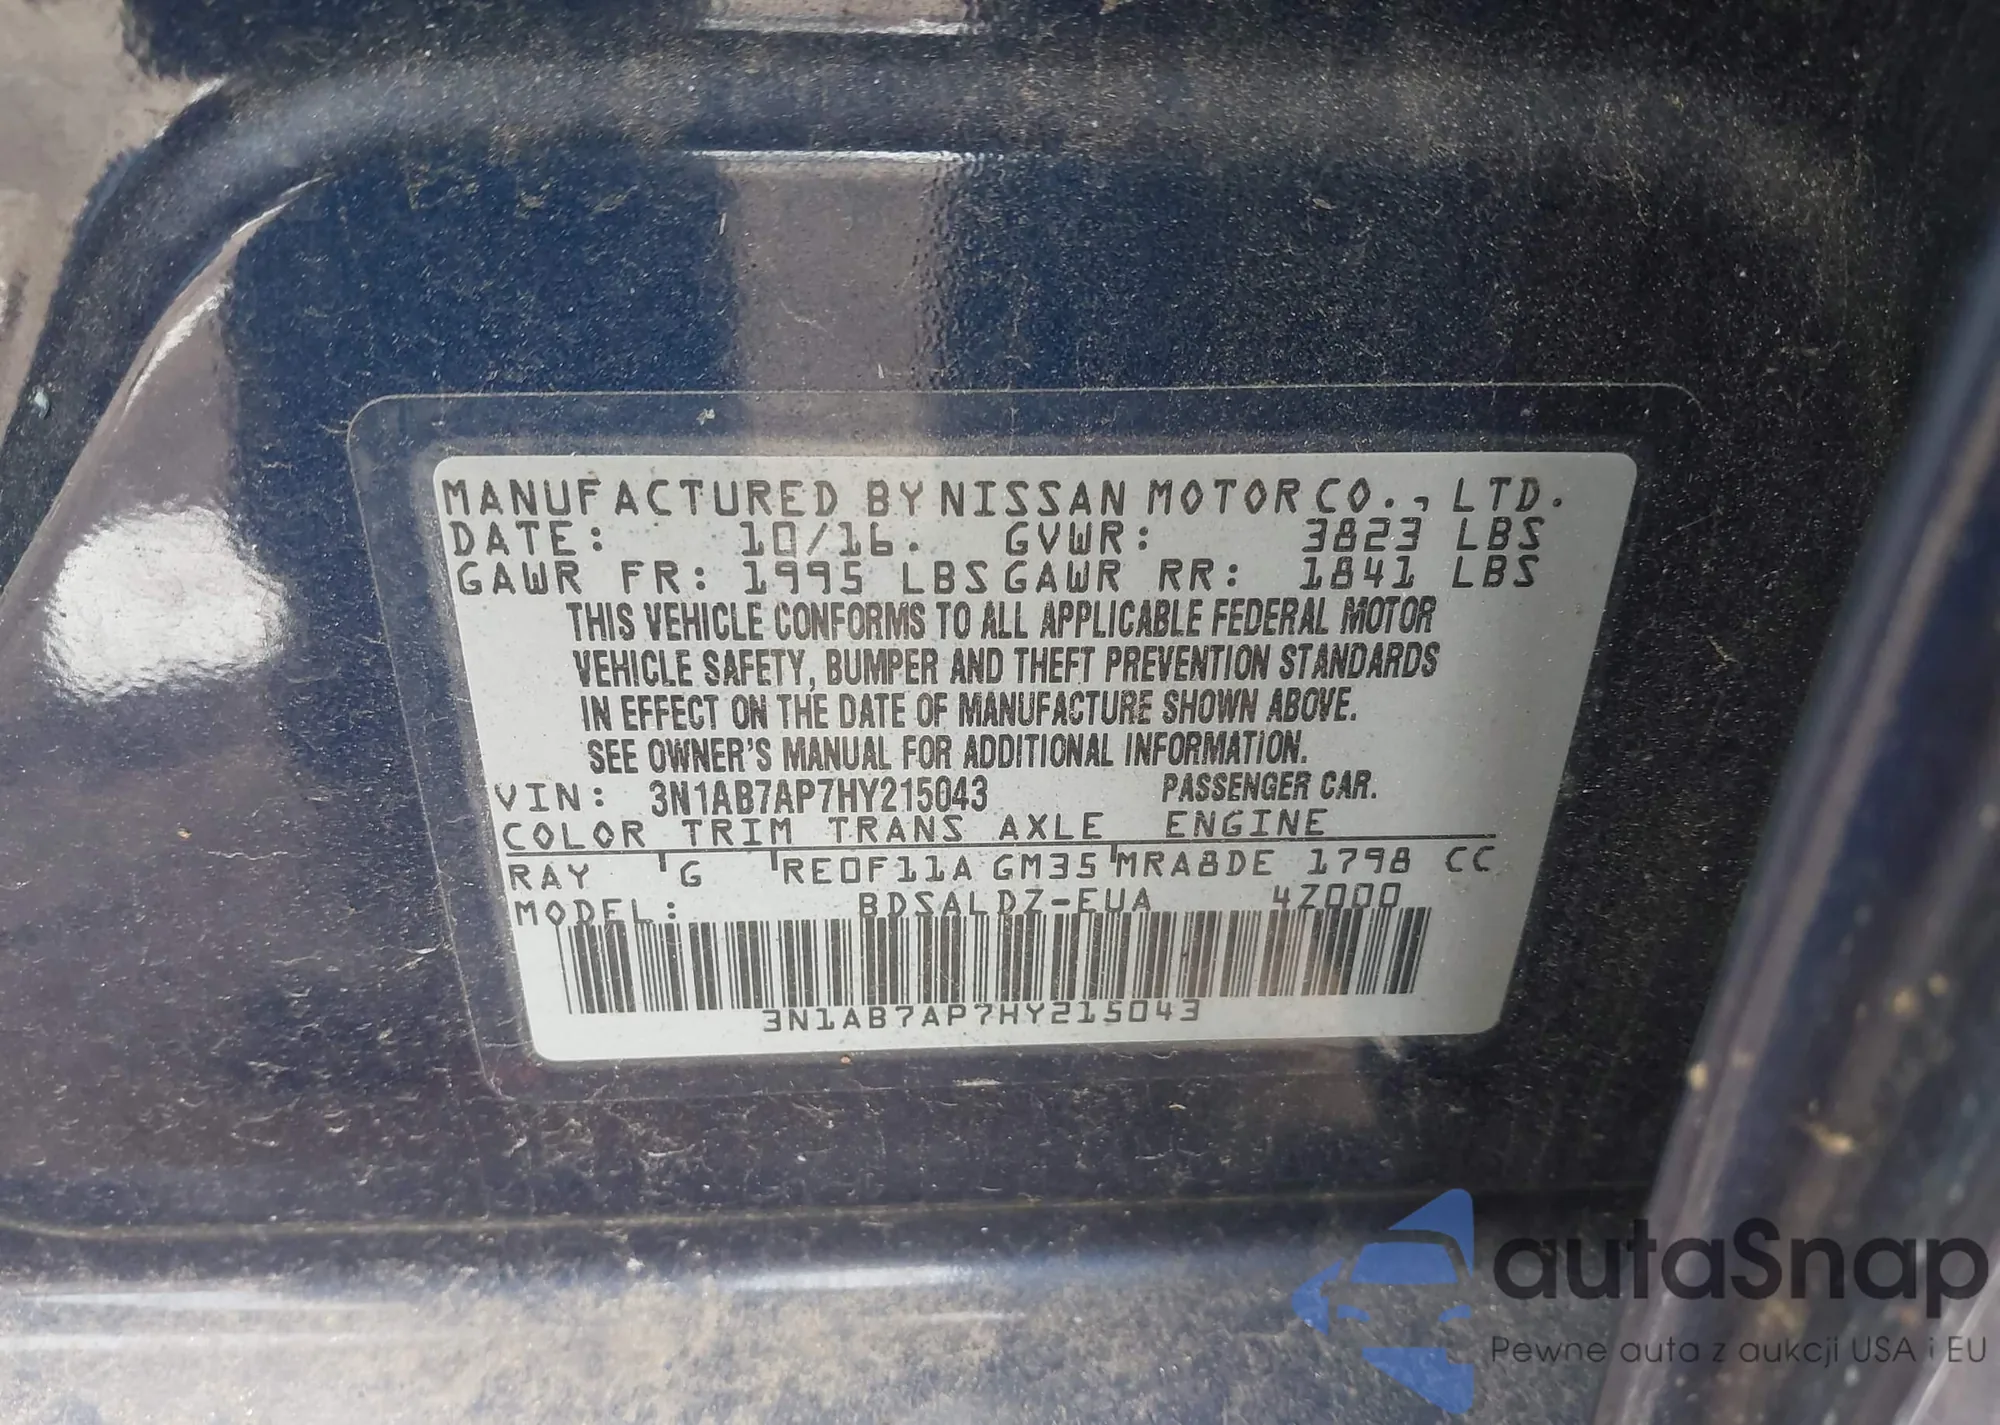 MANUFACTURED BY NISSAN MOTOR CO., LTD.
DATE: 10/16. GVWR: 3823 LBS
GAWR FR: 1995 LBS GAWR RR: 1841 LBS
THIS VEHICLE CONFORMS TO ALL APPLICABLE FEDERAL MOTOR
VEHICLE SAFETY, BUMPER AND THEFT PREVENTION STANDARDS
IN EFFECT ON THE DATE OF MANUFACTURE SHOWN ABOVE.
SEE OWNER'S MANUAL FOR ADDITIONAL INFORMATION.
VIN: 3N1AB7AP7HY215043 PASSENGER CAR.
COLOR TRIM TRANS AXLE ENGINE
RAY G RE0F11A GM35 MRA8DE 1798 CC
MODEL: BDSALDZ-EUA 4Z000
3N1AB7AP7HY215043
autaSnap
Pewne auta z aukcji USA i EU